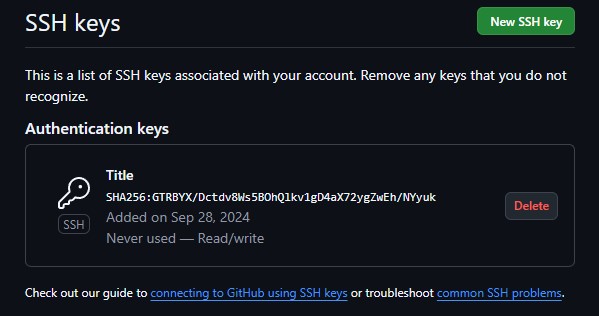 SSH keys
New SSH key
This is a list of SSH keys associated with your account. Remove any keys that you do not
recognize.
Authentication keys
Title
SHA256:GTRBYX/Dctdv8Ws5BOhQlkv1gD4aX72ygZwEh/NYyuk
SSH
Added on Sep 28, 2024
Never used — Read/write
Delete
Check out our guide to connecting to GitHub using SSH keys or troubleshoot common SSH problems.